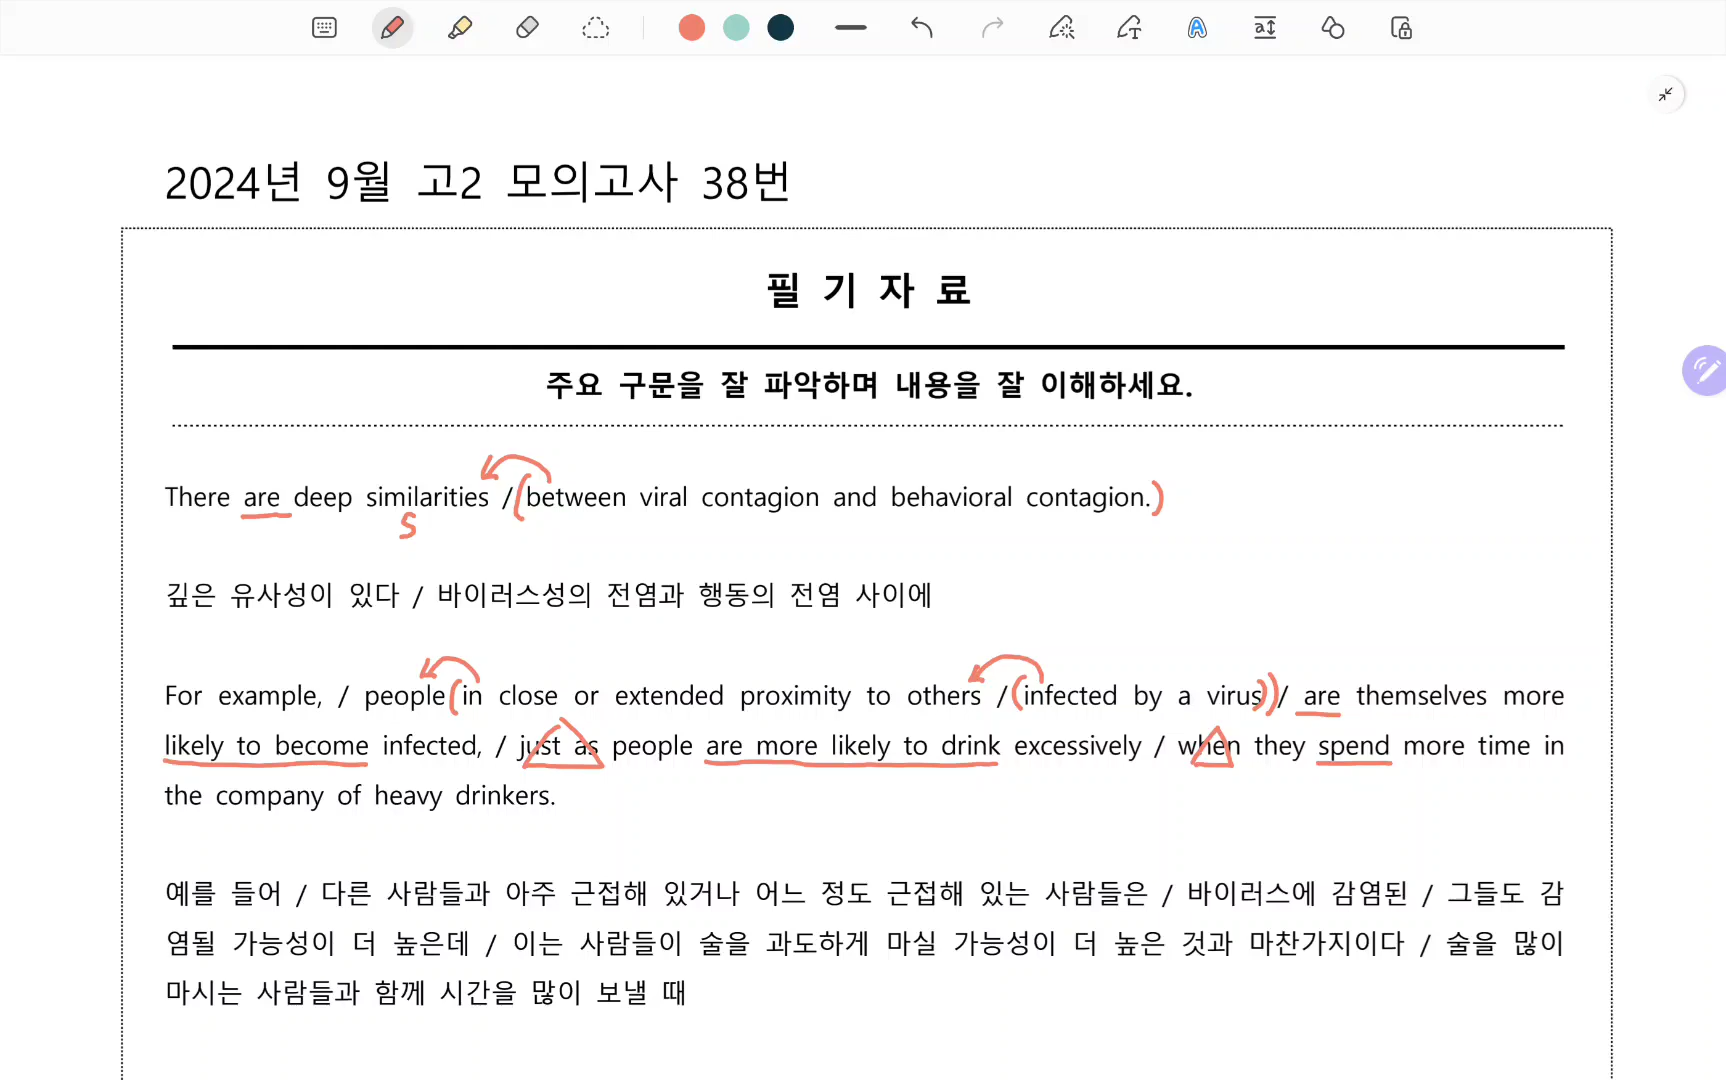 2024년 9월 고2 모의고사 38번
필 기 자 료
주요 구문을 잘 파악하며 내용을 잘 이해하세요.
There are deep similarities / (between viral contagion and behavioral contagion.)
S
깊은 유사성이 있다 / 바이러스성의 전염과 행동의 전염 사이에
For example, / people (in close or extended proximity to others / (infected by a virus)) / are themselves more
likely to become infected, / just as people are more likely to drink excessively / when they spend more time in
the company of heavy drinkers.
예를 들어 / 다른 사람들과 아주 근접해 있거나 어느 정도 근접해 있는 사람들은 / 바이러스에 감염된 / 그들도 감
염될 가능성이 더 높은데 / 이는 사람들이 술을 과도하게 마실 가능성이 더 높은 것과 마찬가지이다 / 술을 많이
마시는 사람들과 함께 시간을 많이 보낼 때